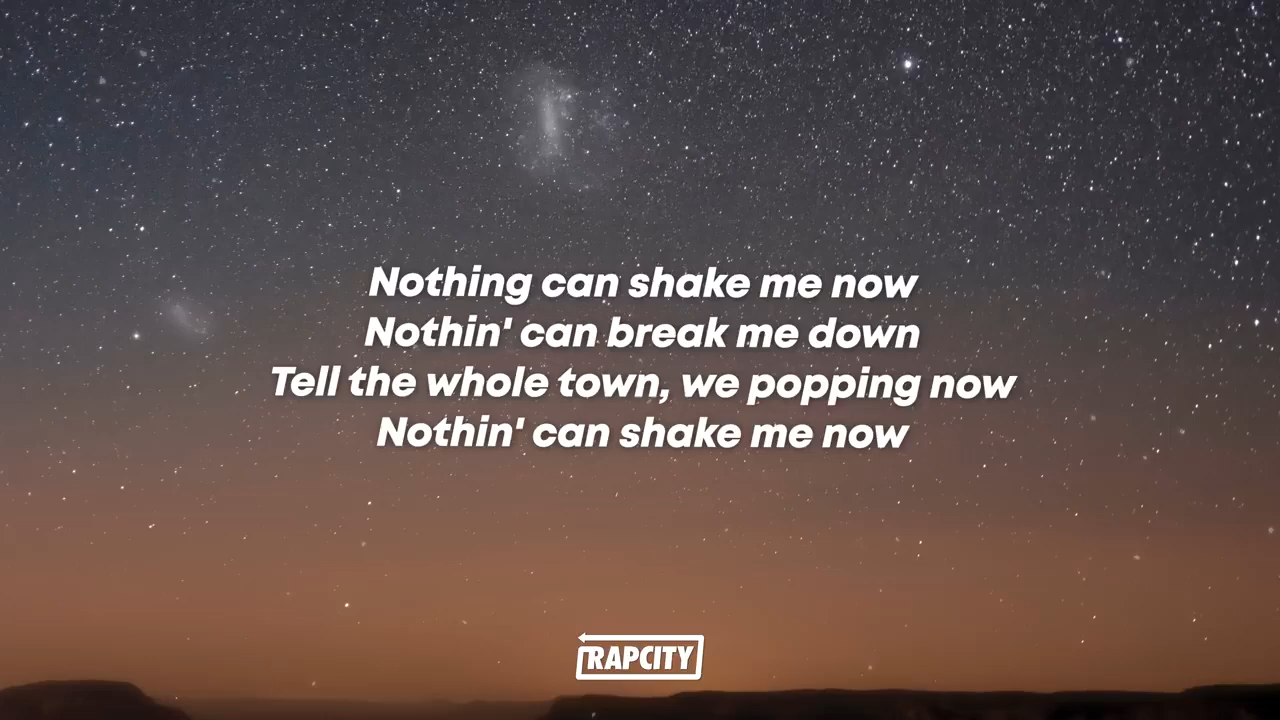 Nothing can shake me now
Nothin' can break me down
Tell the whole town, we popping now
Nothin' can shake me now
RAPCITY